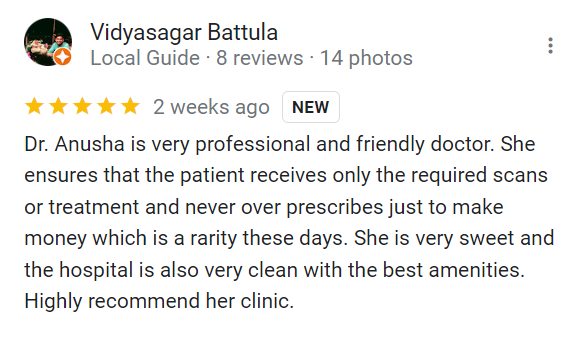 Vidyasagar Battula
Local Guide · 8 reviews · 14 photos
2 weeks ago NEW
Dr. Anusha is very professional and friendly doctor. She
ensures that the patient receives only the required scans
or treatment and never over prescribes just to make
money which is a rarity these days. She is very sweet and
the hospital is also very clean with the best amenities.
Highly recommend her clinic.